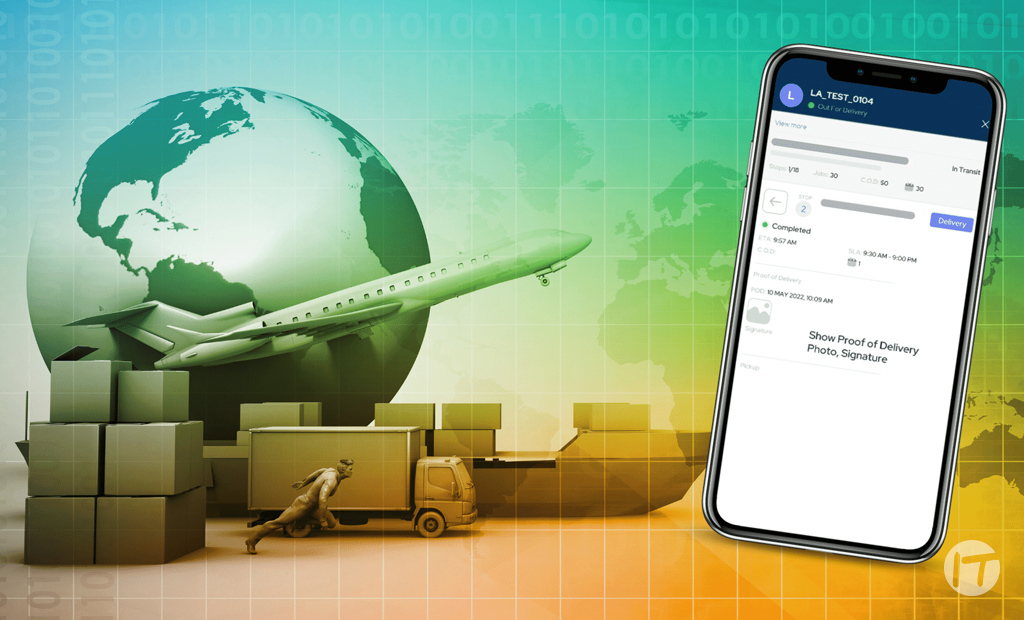 L
LA_TEST_0104
Out For Delivery
View more
In Transit
Stops: 1/18 Jobs: 30 C.O.D: $0 30
STOP
2
Delivery
Completed
ETA: 9:57 AM SLA: 9:30 AM - 9:00 PM
C.O.D: 1
Proof of Delivery
POD: 10 MAY 2022, 10:09 AM
Signature
Show Proof of Delivery
Photo, Signature
Pickup
IT